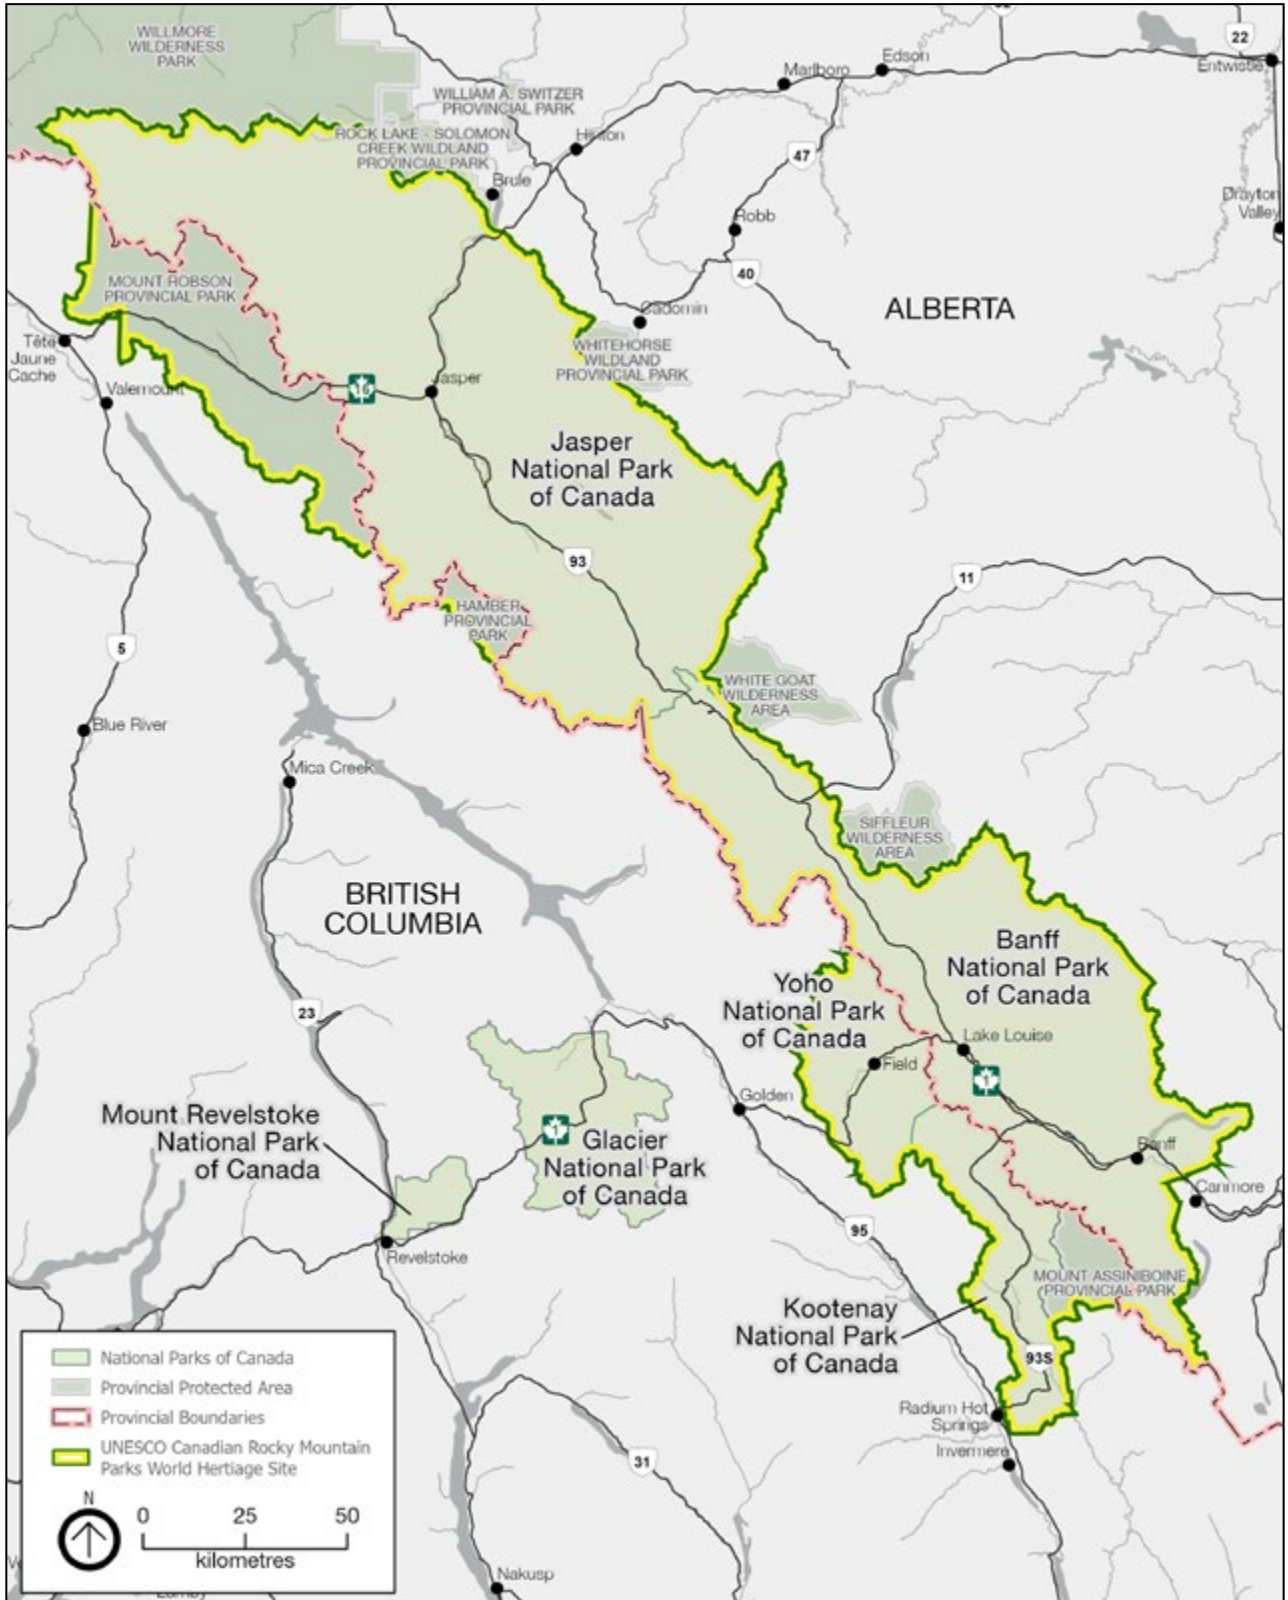 WILLMORE
WILDERNESS
PARK
22
Entwistle
Edson
Marlboro
WILLIAM A. SWITZER
PROVINCIAL PARK
ROCK LAKE - SOLOMON
CREEK WILDLAND
PROVINCIAL PARK
Hinton
47
Brule
Drayton
Valley
Robb
40
MOUNT ROBSON
PROVINCIAL PARK
Cadomin
ALBERTA
Tête
Jaune
Cache
WHITEHORSE
WILDLAND
PROVINCIAL PARK
Valemount
16
Jasper
Jasper
National Park
of Canada
93
11
HAMBER
PROVINCIAL
PARK
5
WHITE GOAT
WILDERNESS
AREA
Blue River
Mica Creek
SIFFLEUR
WILDERNESS
AREA
BRITISH
COLUMBIA
Banff
National Park
of Canada
Yoho
National Park
of Canada
23
Lake Louise
Field
1
Golden
Mount Revelstoke
National Park
of Canada
1
Glacier
National Park
of Canada
Banff
Canmore
95
Revelstoke
MOUNT ASSINIBOINE
PROVINCIAL PARK
Kootenay
National Park
of Canada
93S
Radium Hot
Springs
Invermere
31
Nakusp
National Parks of Canada
Provincial Protected Area
Provincial Boundaries
UNESCO Canadian Rocky Mountain
Parks World Hertiage Site
N
0 25 50
kilometres